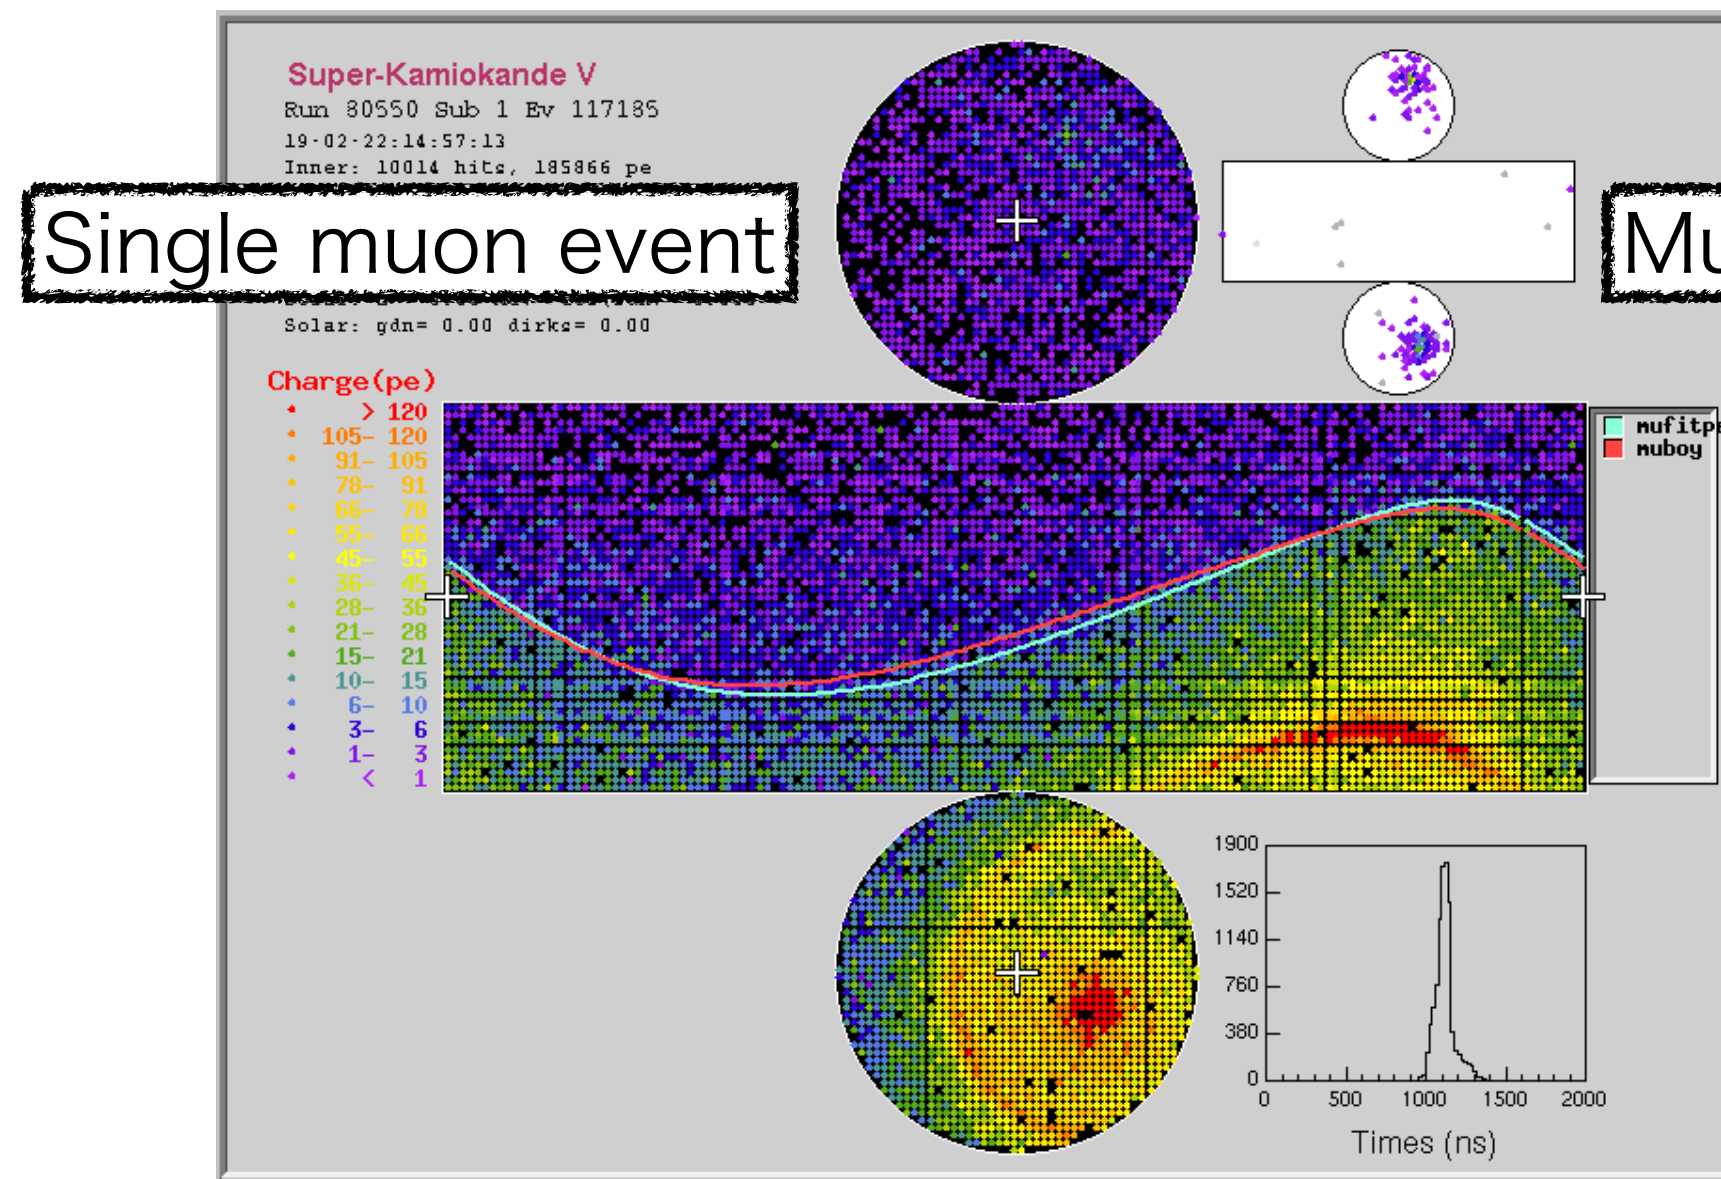 Super-Kamiokande V
Run 80550 Sub 1 Ev 117185
19-02-22:14:57:13
Inner: 10014 hits, 185866 pe
Single muon event
Mu
Solar: gdn= 0.00 dirks= 0.00
Charge(pe)
> 120
105- 120
91- 105
78- 91
66- 78
55- 66
45- 55
36- 45
28- 36
21- 28
15- 21
10- 15
6- 10
3- 6
1- 3
< 1
mufitpe
muboy
1900
1520
1140
760
380
0
0 500 1000 1500 2000
Times (ns)